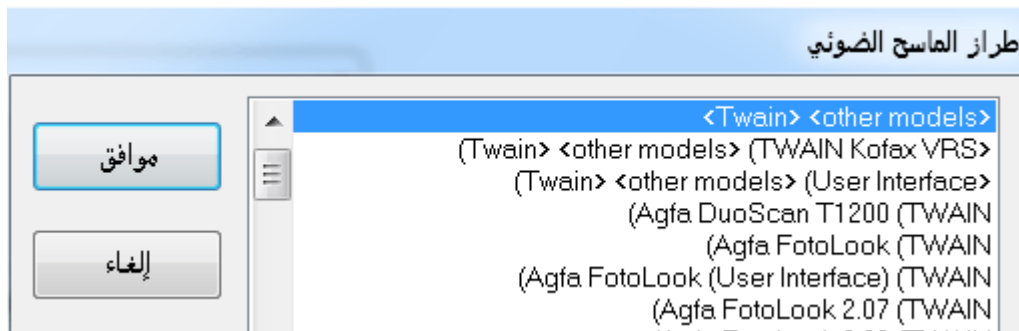 طراز الماسح الضوئي
موافق
إلغاء
<Twain> <other models>
(Twain> <other models> (TWAIN Kofax VRS>
(Twain> <other models> (User Interface>
(Agfa DuoScan T1200 (TWAIN
(Agfa FotoLook (TWAIN
(Agfa FotoLook (User Interface) (TWAIN
(Agfa FotoLook 2.07 (TWAIN